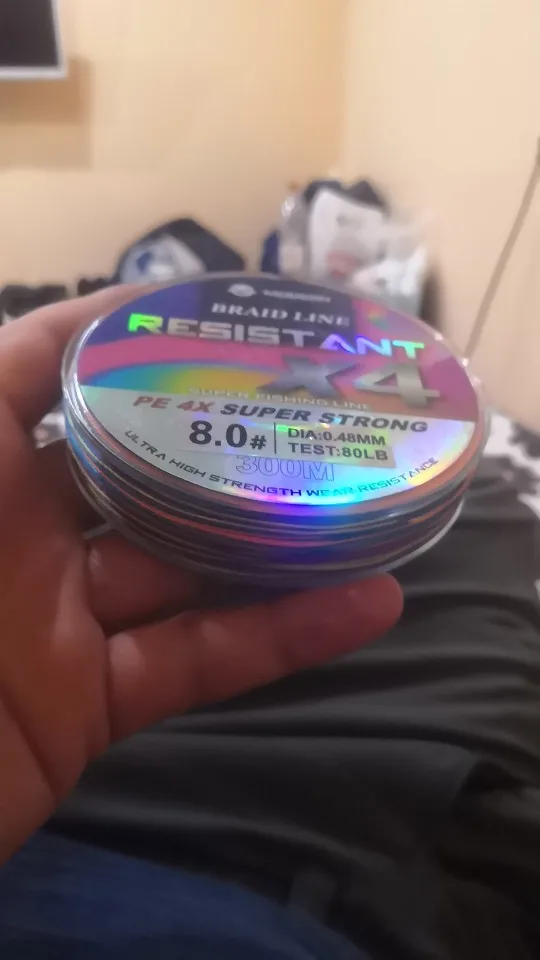 BRAID LINE
RESISTANT
X4
SUPER FISHING LINE
PE 4X SUPER STRONG
8.0# DIA:0.48MM
TEST:80LB
300M
ULTRA HIGH STRENGTH WEAR RESISTANCE